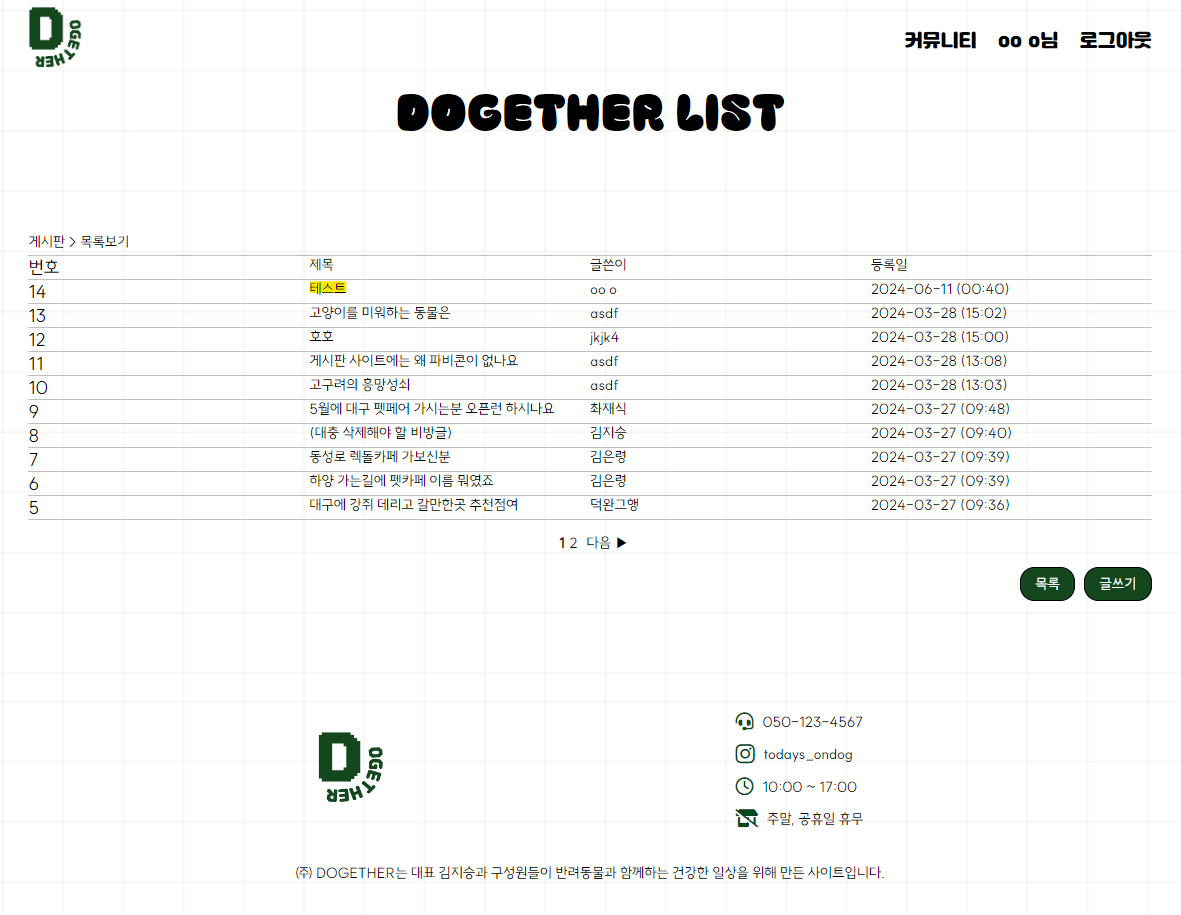 DOGETHER
커뮤니티 oo o님 로그아웃
DOGETHER LIST
게시판 > 목록보기
번호 제목 글쓴이 등록일
14 테스트 oo o 2024-06-11 (00:40)
13 고양이를 미워하는 동물은 asdf 2024-03-28 (15:02)
12 호호 jkjk4 2024-03-28 (15:00)
11 게시판 사이트에는 왜 파비콘이 없나요 asdf 2024-03-28 (13:08)
10 고구려의 흥망성쇠 asdf 2024-03-28 (13:03)
9 5월에 대구 펫페어 가시는분 오픈런 하시나요 최재식 2024-03-27 (09:48)
8 (대충 삭제해야 할 비방글) 김지승 2024-03-27 (09:40)
7 동성로 렉돌카페 가보신분 김은령 2024-03-27 (09:39)
6 하양 가는길에 펫카페 이름 뭐였죠 김은령 2024-03-27 (09:39)
5 대구에 강쥐 데리고 갈만한곳 추천점여 덕완그행 2024-03-27 (09:36)
1 2 다음 ▶
목록 글쓰기
DOGETHER
050-123-4567
todays_ondog
10:00 ~ 17:00
주말, 공휴일 휴무
(주) DOGETHER는 대표 김지승과 구성원들이 반려동물과 함께하는 건강한 일상을 위해 만든 사이트입니다.